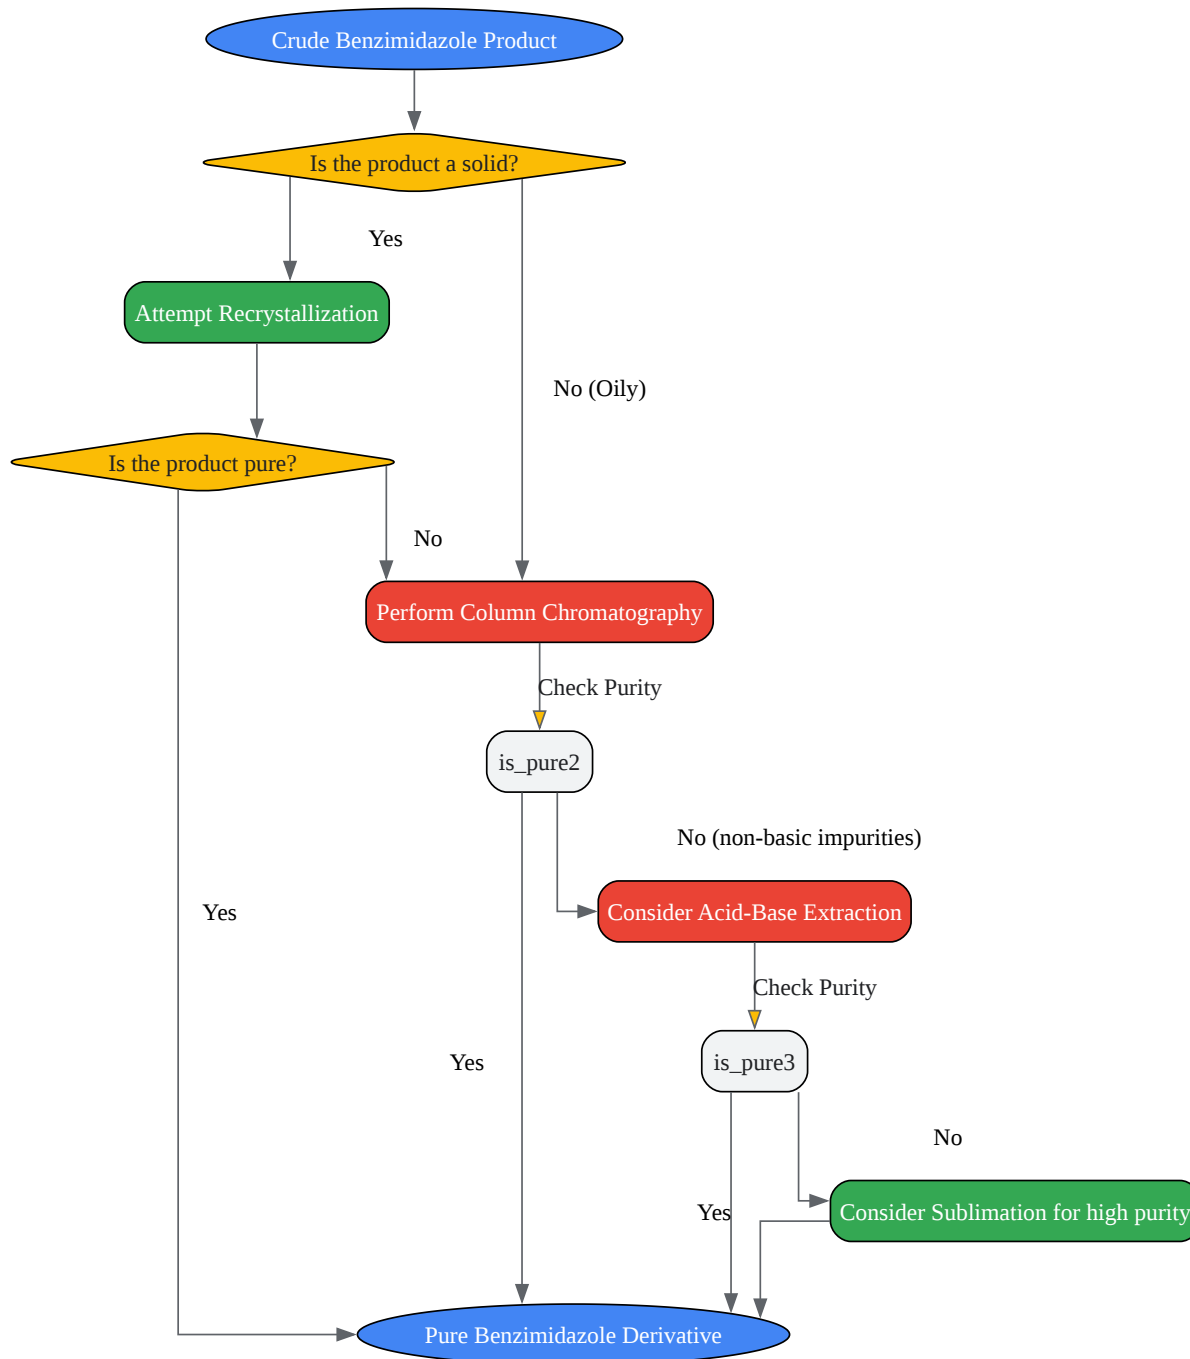 Crude Benzimidazole Product
Is the product a solid?
Yes
Attempt Recrystallization
No (Oily)
Is the product pure?
No
Perform Column Chromatography
Check Purity
is_pure2
No (non-basic impurities)
Yes
Consider Acid-Base Extraction
Check Purity
is_pure3
Yes
No
Yes
Consider Sublimation for high purity
Pure Benzimidazole Derivative